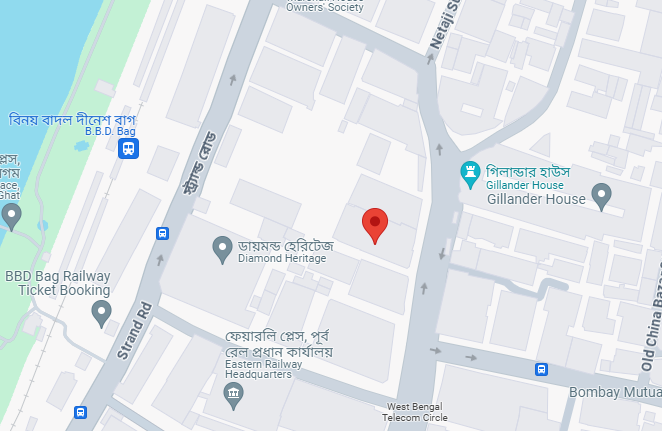 Owners' Society
Netaji Su
বিনয় বাদল দীনেশ বাগ
B.B.D. Bag
স্ট্র্যান্ড রোড
প্লেস,
ace,
Ghat
গিলান্ডার হাউস
Gillander House
Gillander House
ডায়মন্ড হেরিটেজ
Diamond Heritage
BBD Bag Railway
Ticket Booking
Strand Rd
ফেয়ারলি প্লেস, পূর্ব
রেল প্রধান কার্যালয়
Eastern Railway
Headquarters
Old China Bazar S
Bombay Mutua
West Bengal
Telecom Circle